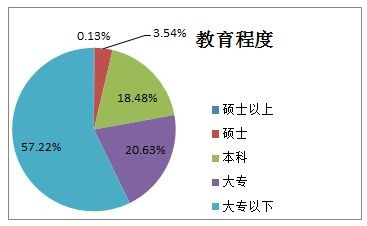 教育程度
0.13%
3.54%
18.48%
20.63%
57.22%
硕士以上
硕士
本科
大专
大专以下